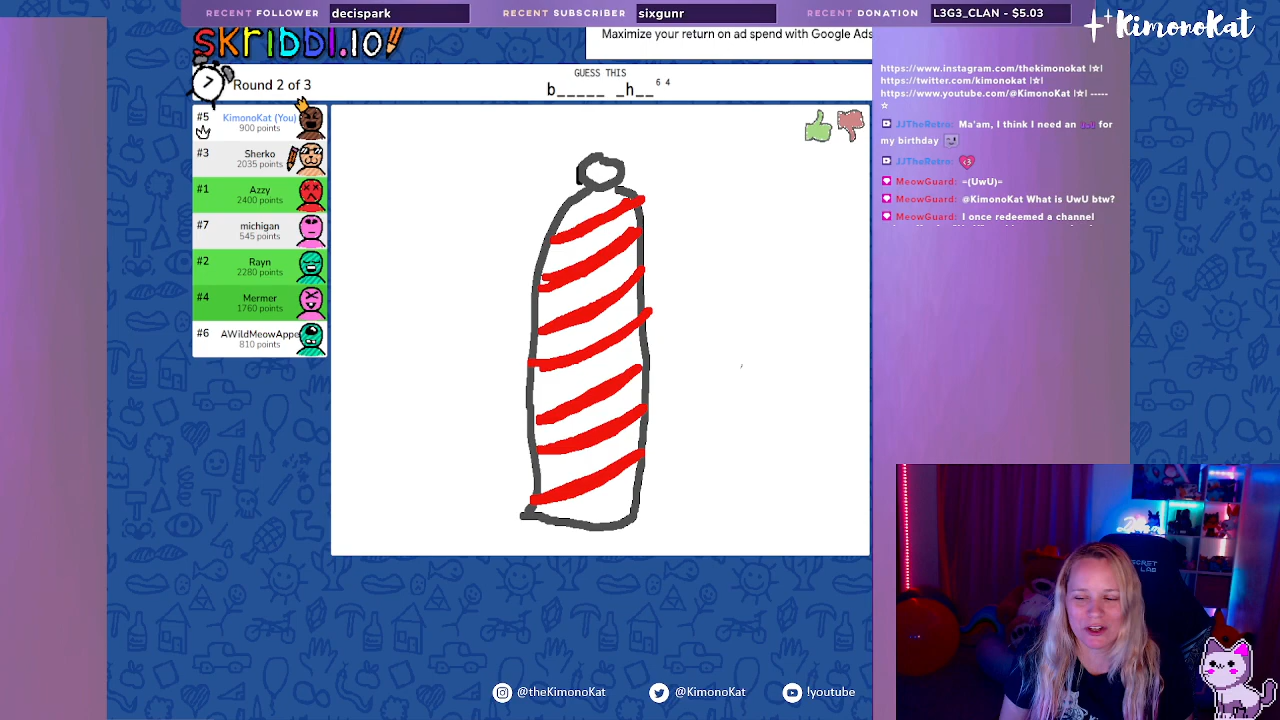 RECENT FOLLOWER decispark RECENT SUBSCRIBER sixgunr RECENT DONATION L3G3_CLAN - $5.03 KimonoKat
skribbl.io
Maximize your return on ad spend with Google Ads
Round 2 of 3
GUESS THIS
b_____ _h__ 6 4
#5 KimonoKat (You)
900 points
#3 Sherko
2035 points
#1 Azzy
2400 points
#7 michigan
545 points
#2 Rayn
2280 points
#4 Mermer
1760 points
#6 AWildMeowAppe
810 points
https://www.instagram.com/thekimonokat |☆|
https://twitter.com/kimonokat |☆|
https://www.youtube.com/@KimonoKat |☆| -----
☆
JJTheRetro: Ma'am, I think I need an UwU for
my birthday
JJTheRetro: <3
MeowGuard: =(UwU)=
MeowGuard: @KimonoKat What is UwU btw?
MeowGuard: I once redeemed a channel
SECRET
LAB
@theKimonoKat @KimonoKat !youtube